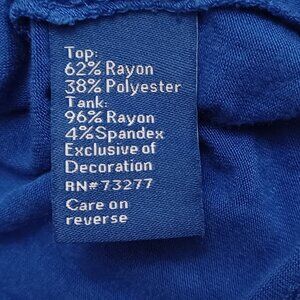 Top:
62% Rayon
38% Polyester
Tank:
96% Rayon
4% Spandex
Exclusive of
Decoration
RN# 73277
Care on
reverse